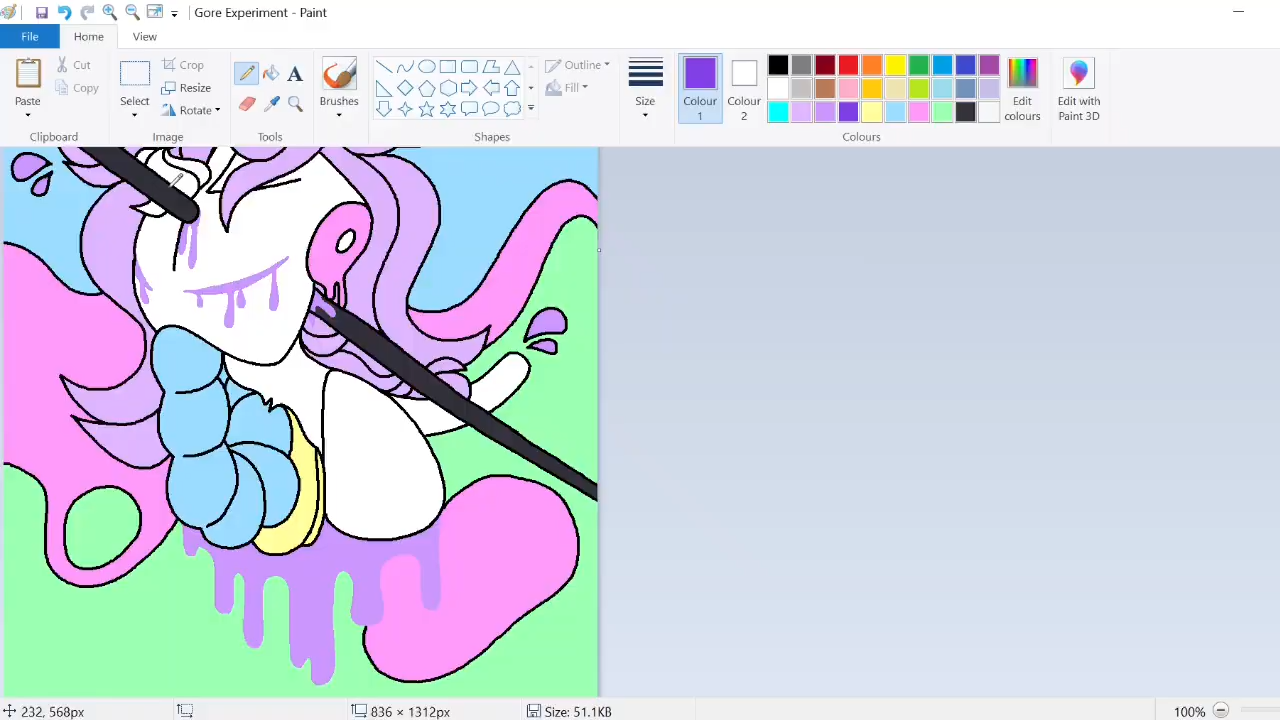 Gore Experiment - Paint
File
Home
View
Paste
Cut
Copy
Clipboard
Select
Crop
Resize
Rotate
Image
A
Tools
Brushes
Shapes
Outline
Fill
Size
Colour
1
Colour
2
Edit
colours
Edit with
Paint 3D
Colours
232, 568px
836 × 1312px
Size: 51.1KB
100%